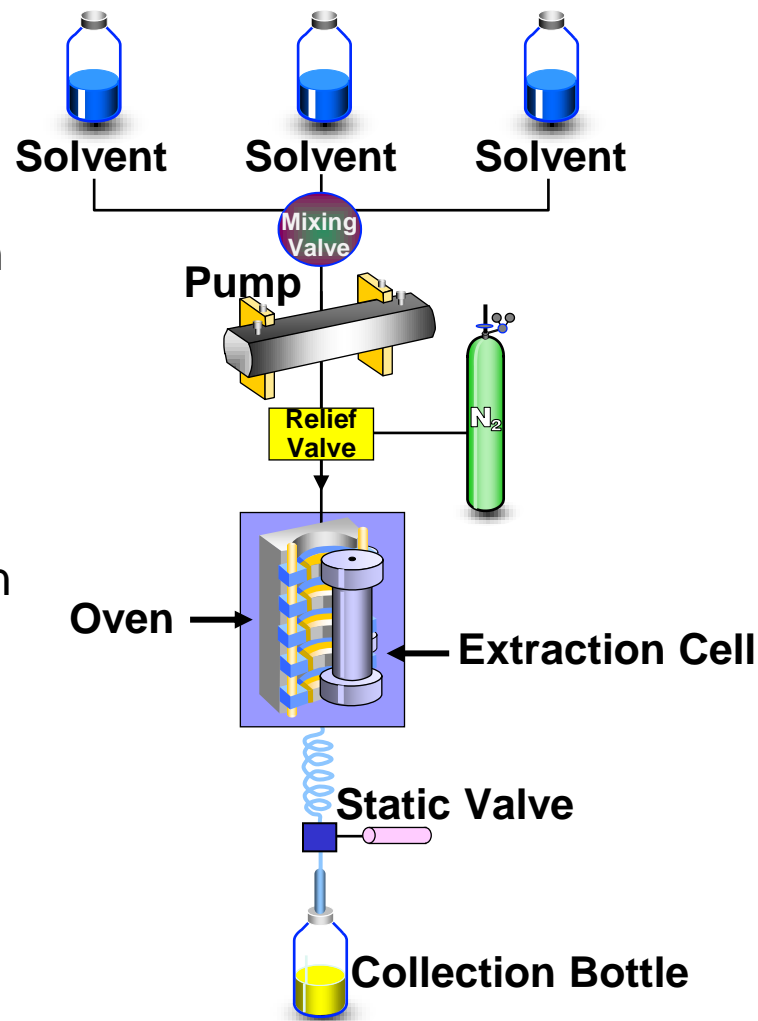 Solvent Solvent Solvent
Mixing
Valve
n
Pump
Relief
Valve
N₂
n
Oven
Extraction Cell
Static Valve
Collection Bottle